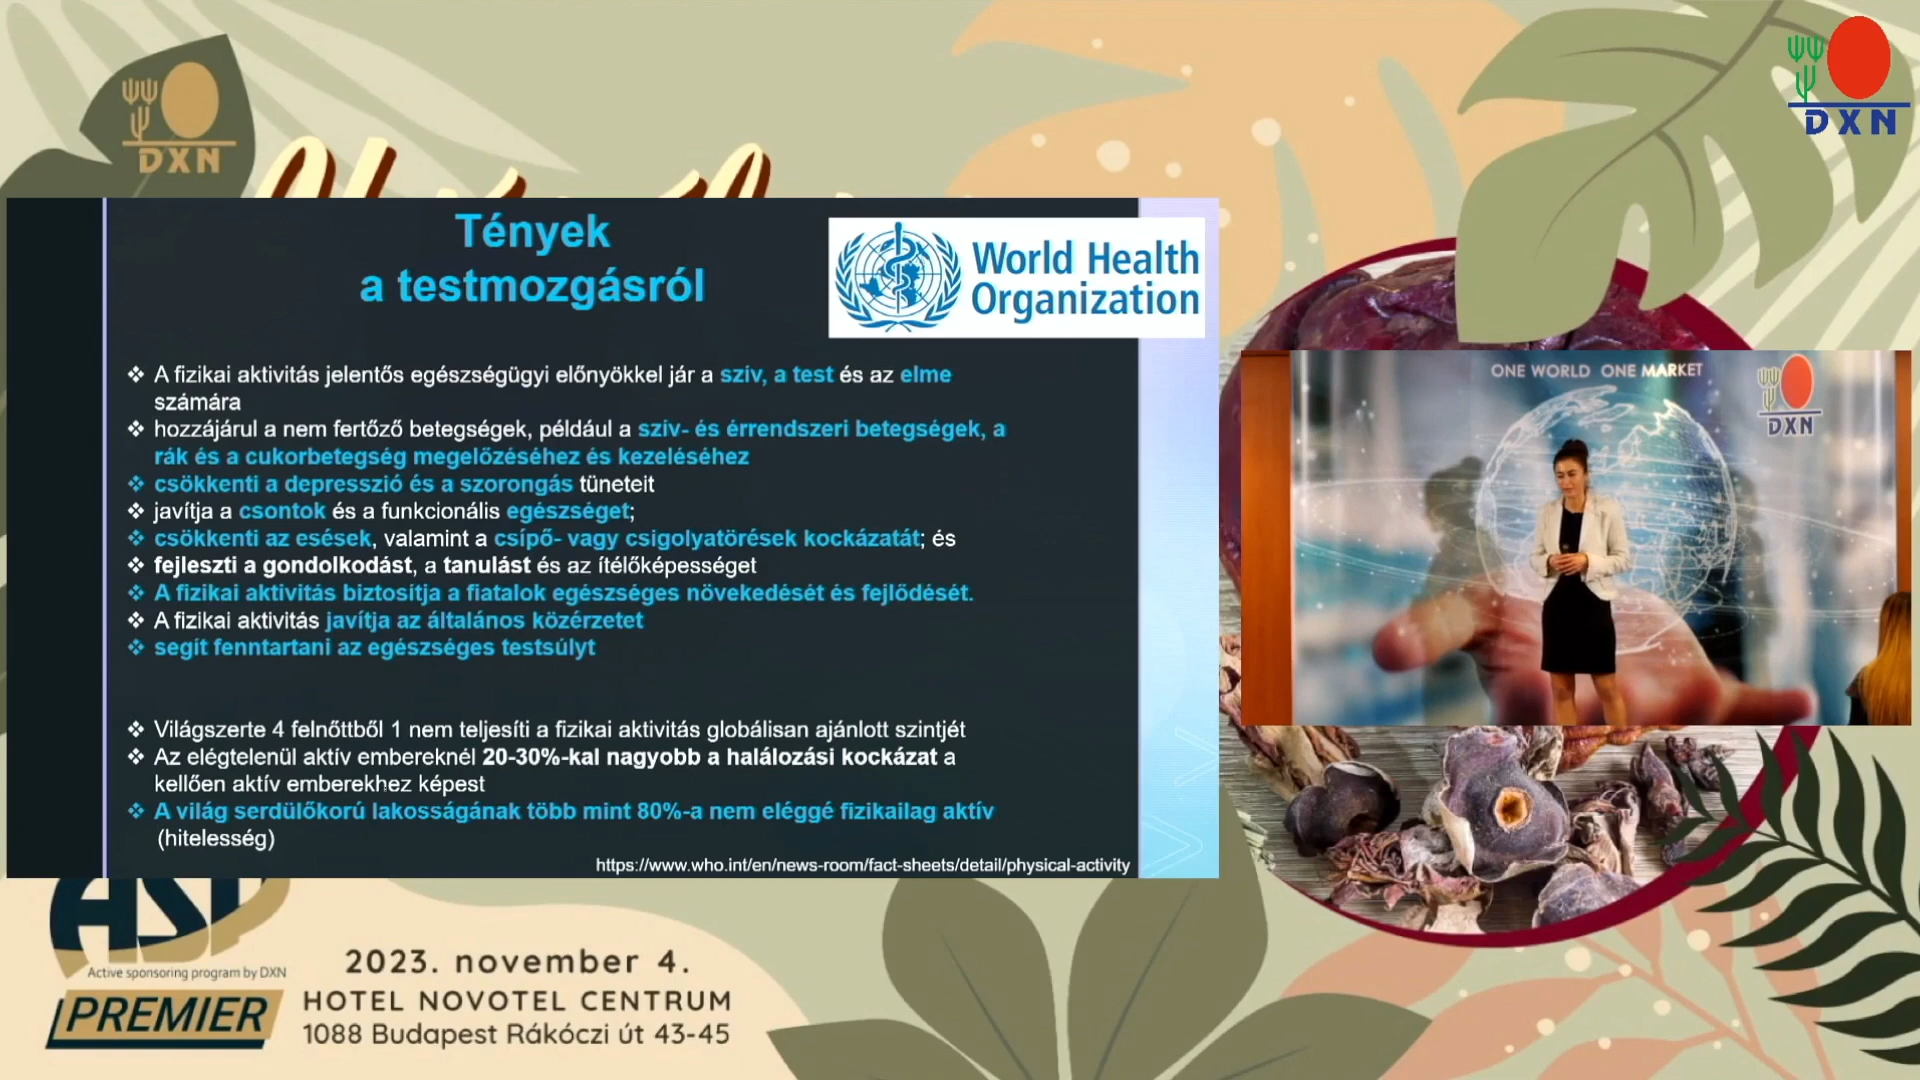 DXN
DXN
Tények
a testmozgásról
World Health
Organization
❖ A fizikai aktivitás jelentős egészségügyi előnyökkel jár a szív, a test és az elme
számára
❖ hozzájárul a nem fertőző betegségek, például a szív- és érrendszeri betegségek, a
rák és a cukorbetegség megelőzéséhez és kezeléséhez
❖ csökkenti a depresszió és a szorongás tüneteit
❖ javítja a csontok és a funkcionális egészséget;
❖ csökkenti az esések, valamint a csípő- vagy csigolyatörések kockázatát; és
❖ fejleszti a gondolkodást, a tanulást és az ítélőképességet
❖ A fizikai aktivitás biztosítja a fiatalok egészséges növekedését és fejlődését.
❖ A fizikai aktivitás javítja az általános közérzetet
❖ segít fenntartani az egészséges testsúlyt
❖ Világszerte 4 felnőttből 1 nem teljesíti a fizikai aktivitás globálisan ajánlott szintjét
❖ Az elégtelenül aktív embereknél 20-30%-kal nagyobb a halálozási kockázat a
kellően aktív emberekhez képest
❖ A világ serdülőkorú lakosságának több mint 80%-a nem eléggé fizikailag aktív
(hitelesség)
https://www.who.int/en/news-room/fact-sheets/detail/physical-activity
ONE WORLD ONE MARKET
DXN
ASP
Active sponsoring program by DXN
PREMIER
2023. november 4.
HOTEL NOVOTEL CENTRUM
1088 Budapest Rákóczi út 43-45